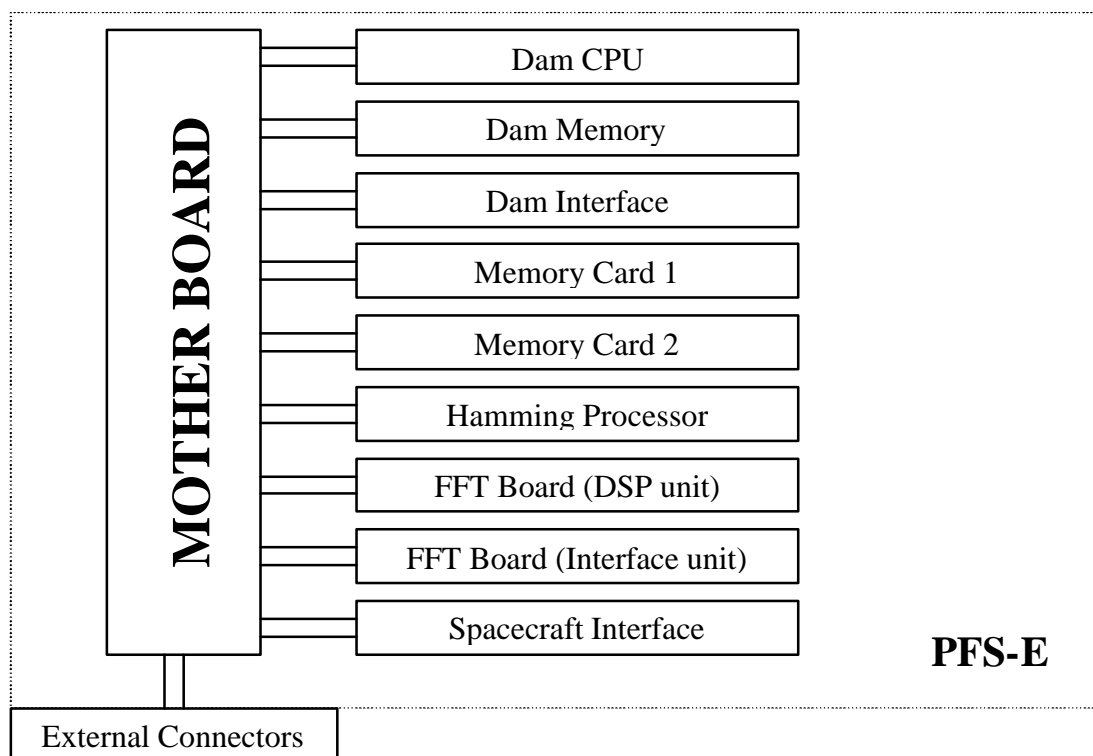 MOTHER BOARD
Dam CPU
Dam Memory
Dam Interface
Memory Card 1
Memory Card 2
Hamming Processor
FFT Board (DSP unit)
FFT Board (Interface unit)
Spacecraft Interface
PFS-E
External Connectors